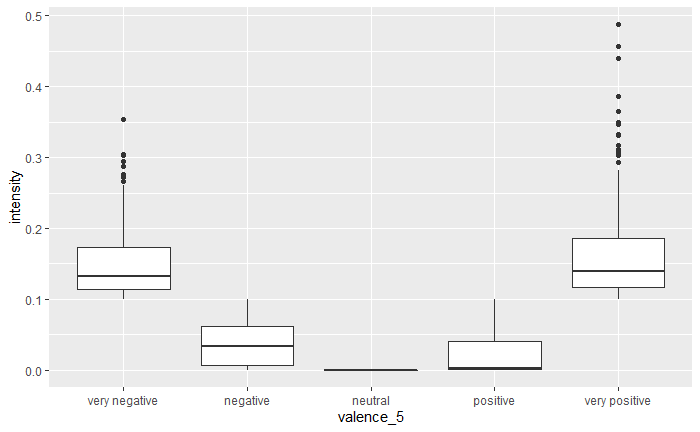 0.5
0.4
0.3
0.2
0.1
0.0
intensity
very negative
negative
neutral
positive
very positive
valence_5